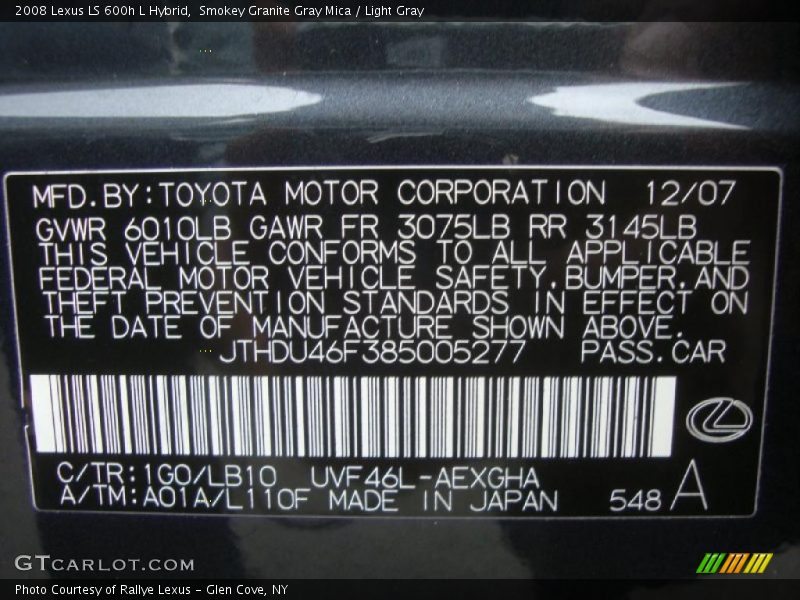 2008 Lexus LS 600h L Hybrid, Smokey Granite Gray Mica / Light Gray
MFD.BY:TOYOTA MOTOR CORPORATION 12/07
GVWR 6010LB GAWR FR 3075LB RR 3145LB
THIS VEHICLE CONFORMS TO ALL APPLICABLE
FEDERAL MOTOR VEHICLE SAFETY,BUMPER,AND
THEFT PREVENTION STANDARDS IN EFFECT ON
THE DATE OF MANUFACTURE SHOWN ABOVE.
JTHDU46F385005277 PASS.CAR
C/TR:1G0/LB10 UVF46L-AEXGHA
A/TM:A01A/L110F MADE IN JAPAN 548 A
GTCARLOT.COM
Photo Courtesy of Rallye Lexus - Glen Cove, NY